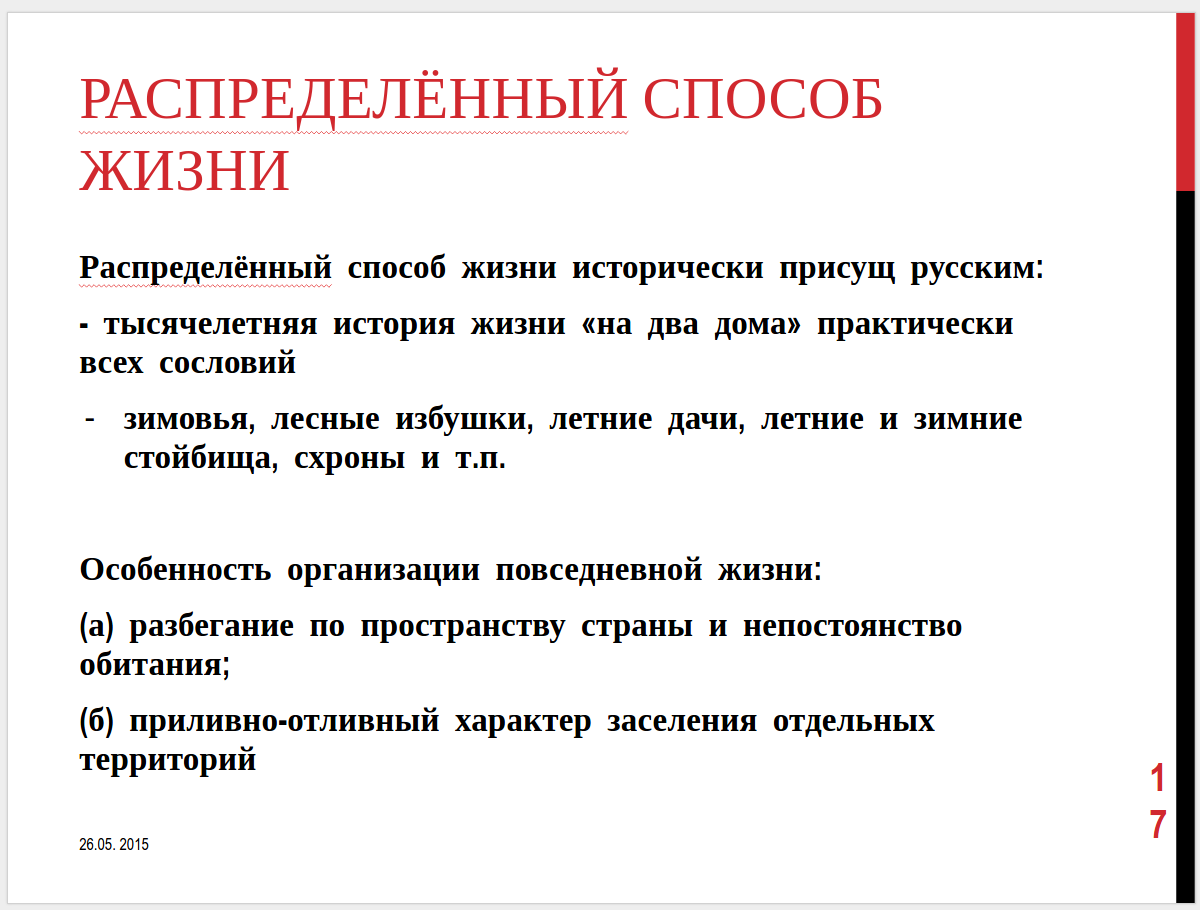 РАСПРЕДЕЛЁННЫЙ СПОСОБ
ЖИЗНИ
Распределённый способ жизни исторически присущ русским:
- тысячелетняя история жизни «на два дома» практически
всех сословий
- зимовья, лесные избушки, летние дачи, летние и зимние
стойбища, схроны и т.п.
Особенность организации повседневной жизни:
(а) разбегание по пространству страны и непостоянство
обитания;
(б) приливно-отливный характер заселения отдельных
территорий
1
7
26.05. 2015